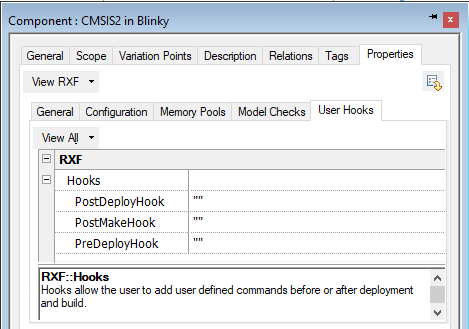 Component : CMSIS2 in Blinky
General Scope Variation Points Description Relations Tags Properties
View RXF
General Configuration Memory Pools Model Checks User Hooks
View All
RXF
Hooks
PostDeployHook ""
PostMakeHook ""
PreDeployHook ""
RXF::Hooks
Hooks allow the user to add user defined commands before or after deployment
and build.